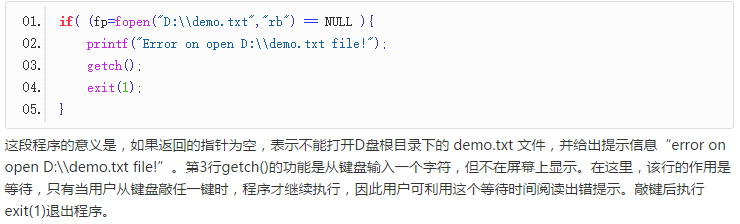 01. if( (fp=fopen("D:\\demo.txt","rb") == NULL ){
02. printf("Error on open D:\\demo.txt file!");
03. getch();
04. exit(1);
05. }
这段程序的意义是，如果返回的指针为空，表示不能打开D盘根目录下的 demo.txt 文件，并给出提示信息“error on
open D:\\demo.txt file!”。第3行getch()的功能是从键盘输入一个字符，但不在屏幕上显示。在这里，该行的作用是
等待，只有当用户从键盘敲任一键时，程序才继续执行，因此用户可利用这个等待时间阅读出错提示。敲键后执行
exit(1)退出程序。